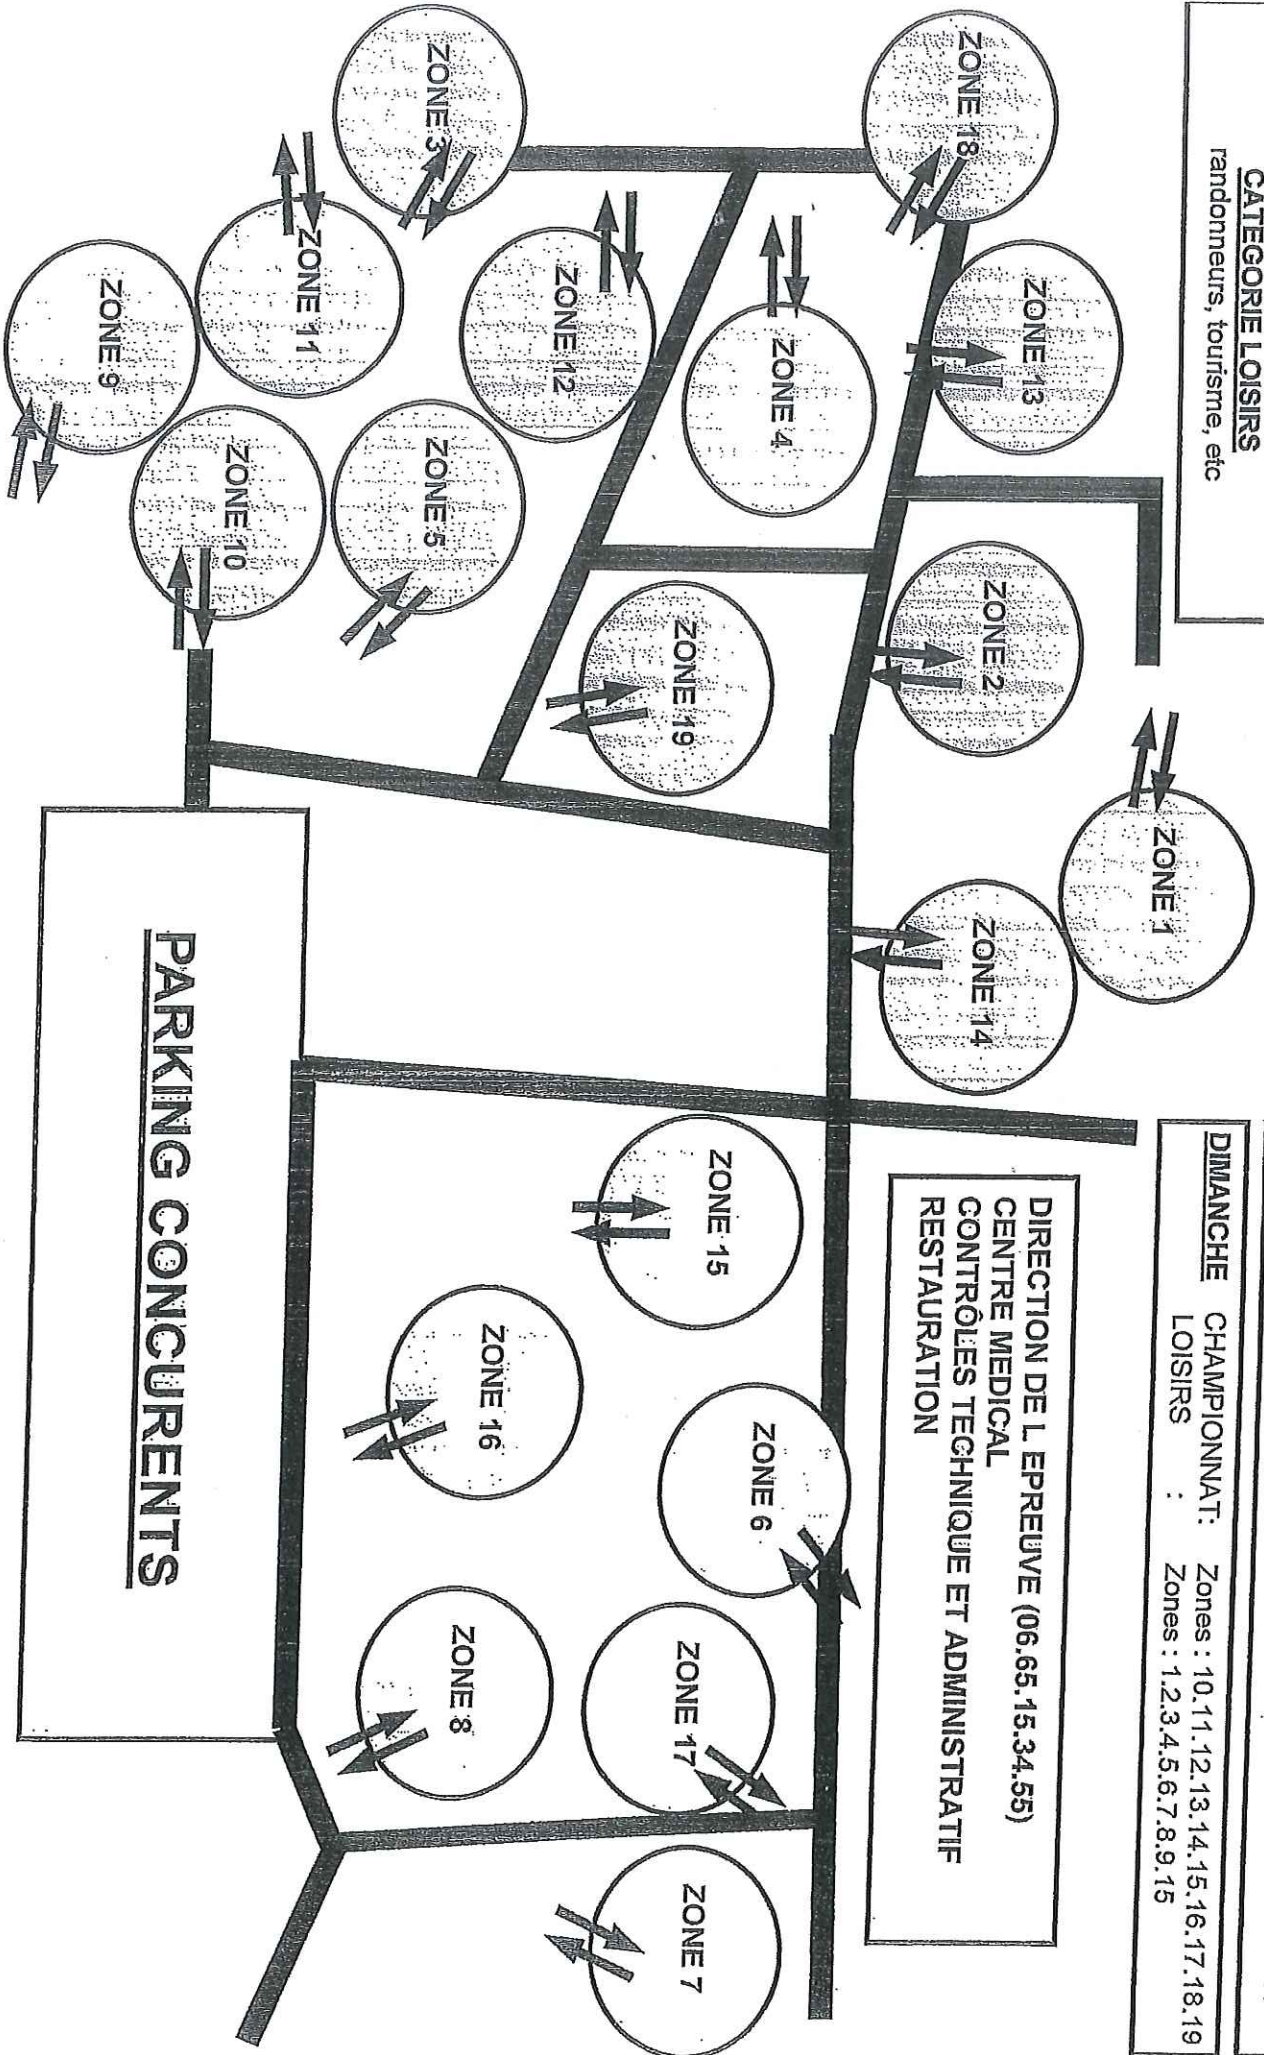 CATEGORIE LOISIRS
randonneurs, tourisme, etc
DIMANCHE CHAMPIONNAT: Zones : 10.11.12.13.14.15.16.17.18.19
LOISIRS : Zones : 1.2.3.4.5.6.7.8.9.15
DIRECTION DE L EPREUVE (06.65.15.34.55)
CENTRE MEDICAL
CONTRÔLES TECHNIQUE ET ADMINISTRATIF
RESTAURATION
ZONE 1
ZONE 18
ZONE 13
ZONE 2
ZONE 14
ZONE 4
ZONE 19
ZONE 15
ZONE 6
ZONE 17
ZONE 7
ZONE 3
ZONE 12
ZONE 5
ZONE 16
ZONE 8
ZONE 11
ZONE 10
ZONE 9
PARKING CONCURENTS